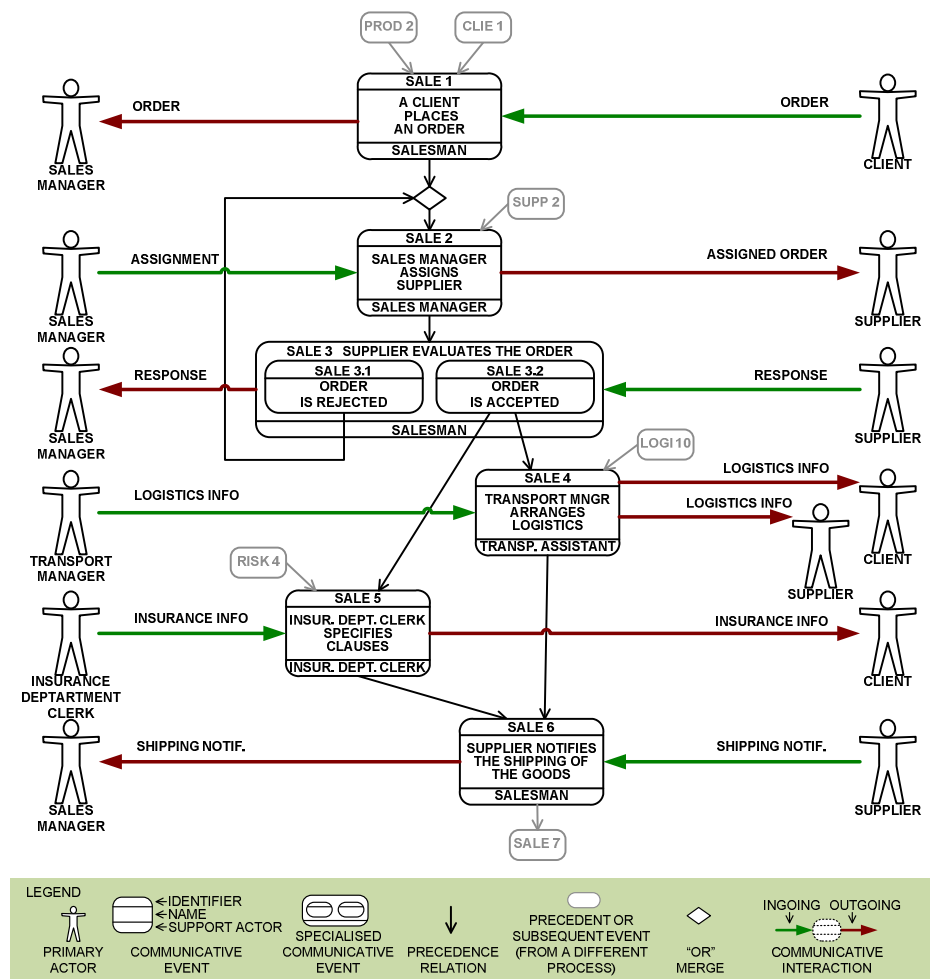 PROD 2
CLIE 1
SALE 1
A CLIENT
PLACES
AN ORDER
SALESMAN
ORDER
ORDER
SALES
MANAGER
CLIENT
SUPP 2
SALE 2
SALES MANAGER
ASSIGNS
SUPPLIER
SALES MANAGER
ASSIGNMENT
ASSIGNED ORDER
SALES
MANAGER
SUPPLIER
SALE 3 SUPPLIER EVALUATES THE ORDER
SALE 3.1
ORDER
IS REJECTED
SALE 3.2
ORDER
IS ACCEPTED
SALESMAN
RESPONSE
RESPONSE
SALES
MANAGER
SUPPLIER
LOGI 10
SALE 4
TRANSPORT MNGR
ARRANGES
LOGISTICS
TRANSP. ASSISTANT
LOGISTICS INFO
LOGISTICS INFO
LOGISTICS INFO
TRANSPORT
MANAGER
CLIENT
SUPPLIER
RISK 4
SALE 5
INSUR. DEPT. CLERK
SPECIFIES
CLAUSES
INSUR. DEPT. CLERK
INSURANCE INFO
INSURANCE INFO
INSURANCE
DEPTARTMENT
CLERK
CLIENT
SALE 6
SUPPLIER NOTIFIES
THE SHIPPING OF
THE GOODS
SALESMAN
SHIPPING NOTIF.
SHIPPING NOTIF.
SALES
MANAGER
SUPPLIER
SALE 7
LEGEND
PRIMARY
ACTOR
IDENTIFIER
NAME
SUPPORT ACTOR
COMMUNICATIVE
EVENT
SPECIALISED
COMMUNICATIVE
EVENT
PRECEDENCE
RELATION
PRECEDENT OR
SUBSEQUENT EVENT
(FROM A DIFFERENT
PROCESS)
"OR"
MERGE
INGOING
OUTGOING
COMMUNICATIVE
INTERACTION